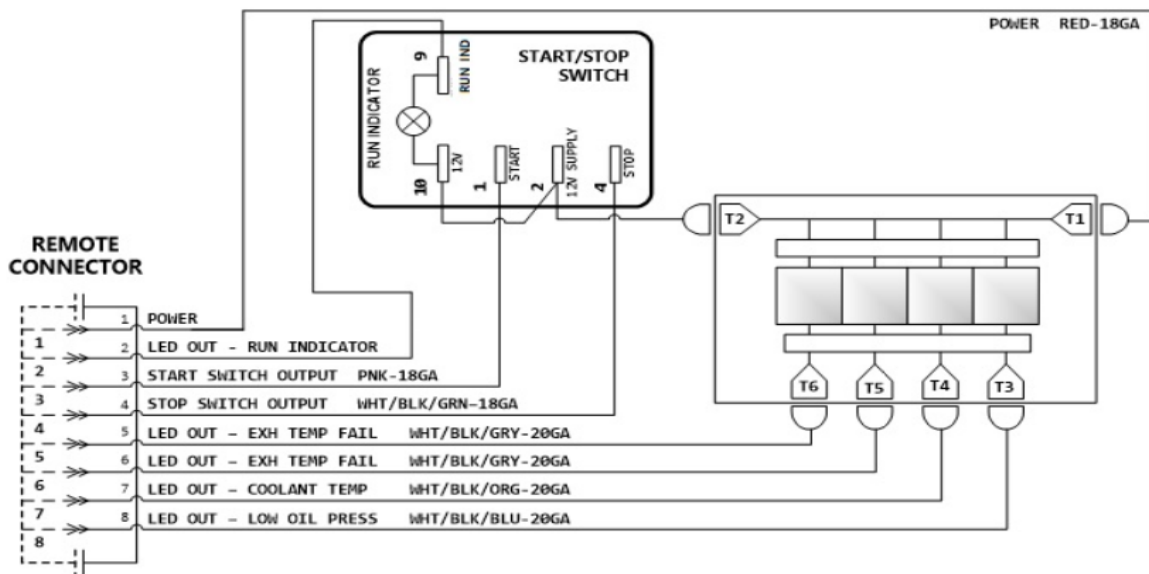 POWER RED-18GA
START/STOP
SWITCH
RUN INDICATOR
9
RUN IND
12V
10
START
1
12V SUPPLY
2
STOP
4
T2
T1
T6
T5
T4
T3
REMOTE
CONNECTOR
1 POWER
1
2 LED OUT - RUN INDICATOR
2
3 START SWITCH OUTPUT PNK-18GA
3
4 STOP SWITCH OUTPUT WHT/BLK/GRN-18GA
4
5 LED OUT - EXH TEMP FAIL WHT/BLK/GRY-20GA
5
6 LED OUT - EXH TEMP FAIL WHT/BLK/GRY-20GA
6
7 LED OUT - COOLANT TEMP WHT/BLK/ORG-20GA
7
8 LED OUT - LOW OIL PRESS WHT/BLK/BLU-20GA
8